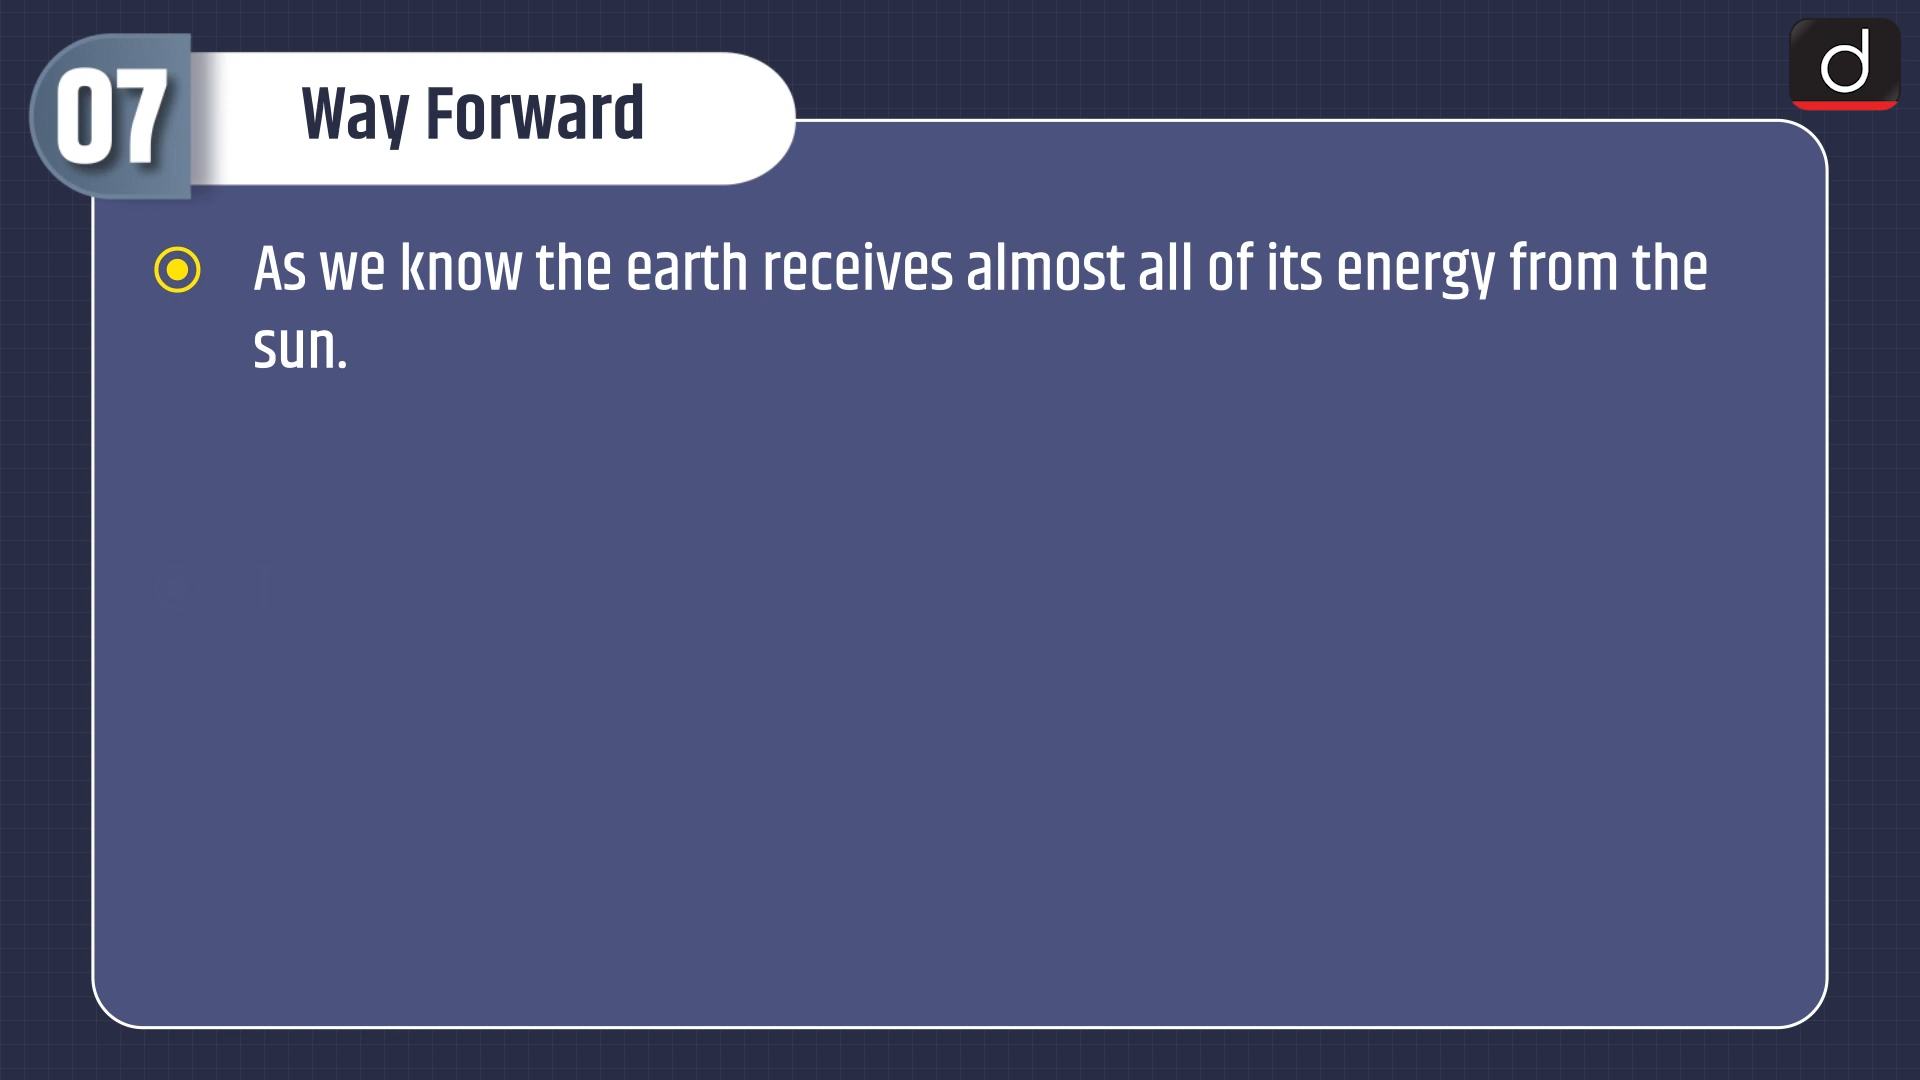 07
Way Forward
d
As we know the earth receives almost all of its energy from the
sun.